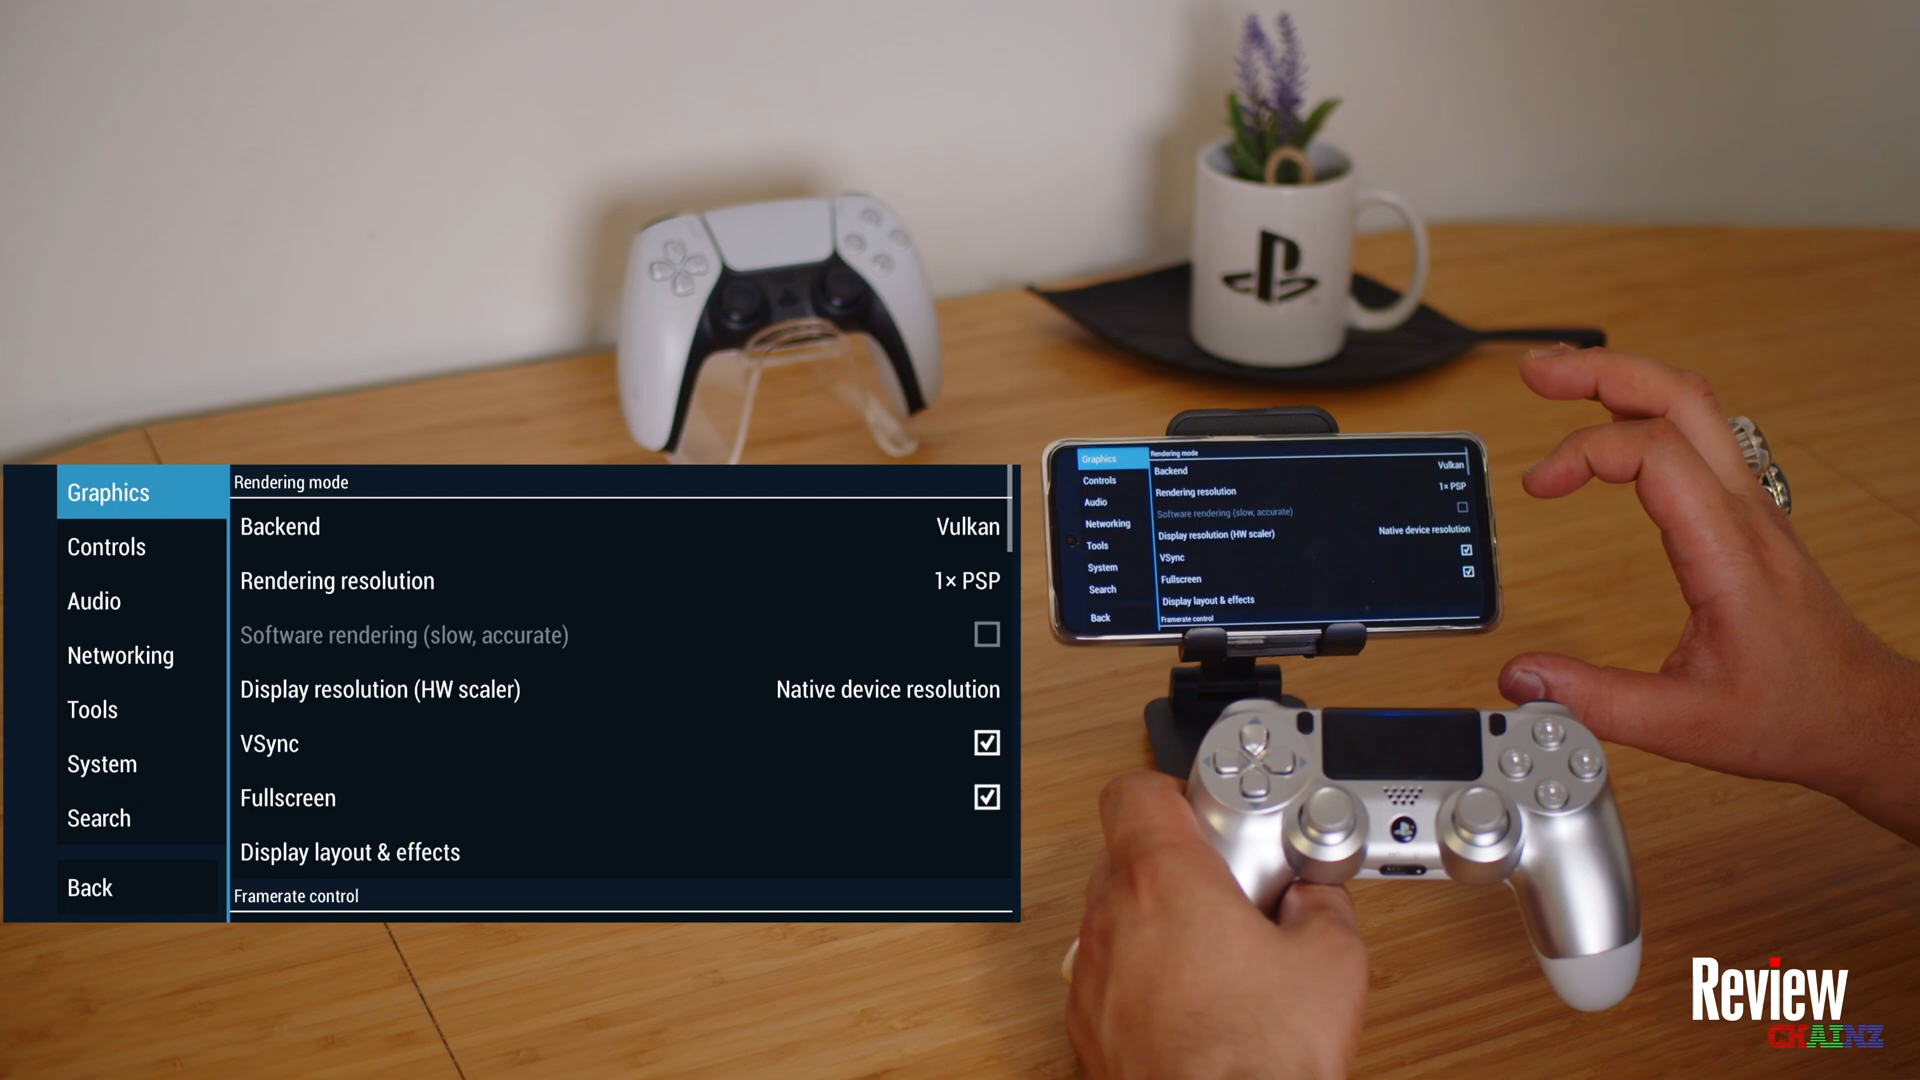 Graphics
Controls
Audio
Networking
Tools
System
Search
Back
Rendering mode
Backend Vulkan
Rendering resolution 1× PSP
Software rendering (slow, accurate)
Display resolution (HW scaler) Native device resolution
VSync
Fullscreen
Display layout & effects
Framerate control
Graphics
Controls
Audio
Networking
Tools
System
Search
Back
Rendering mode
Backend Vulkan
Rendering resolution 1× PSP
Software rendering (slow, accurate)
Display resolution (HW scaler) Native device resolution
VSync
Fullscreen
Display layout & effects
Framerate control
Review
CHAINZ